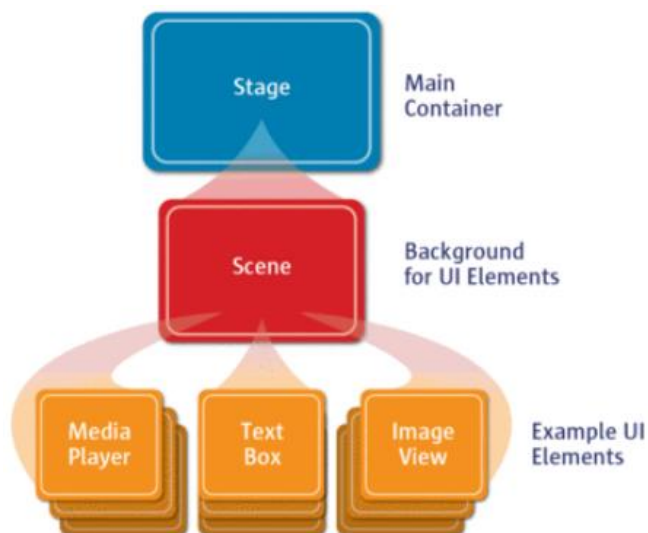 Stage
Main
Container
Scene
Background
for UI Elements
Media
Player
Text
Box
Image
View
Example UI
Elements